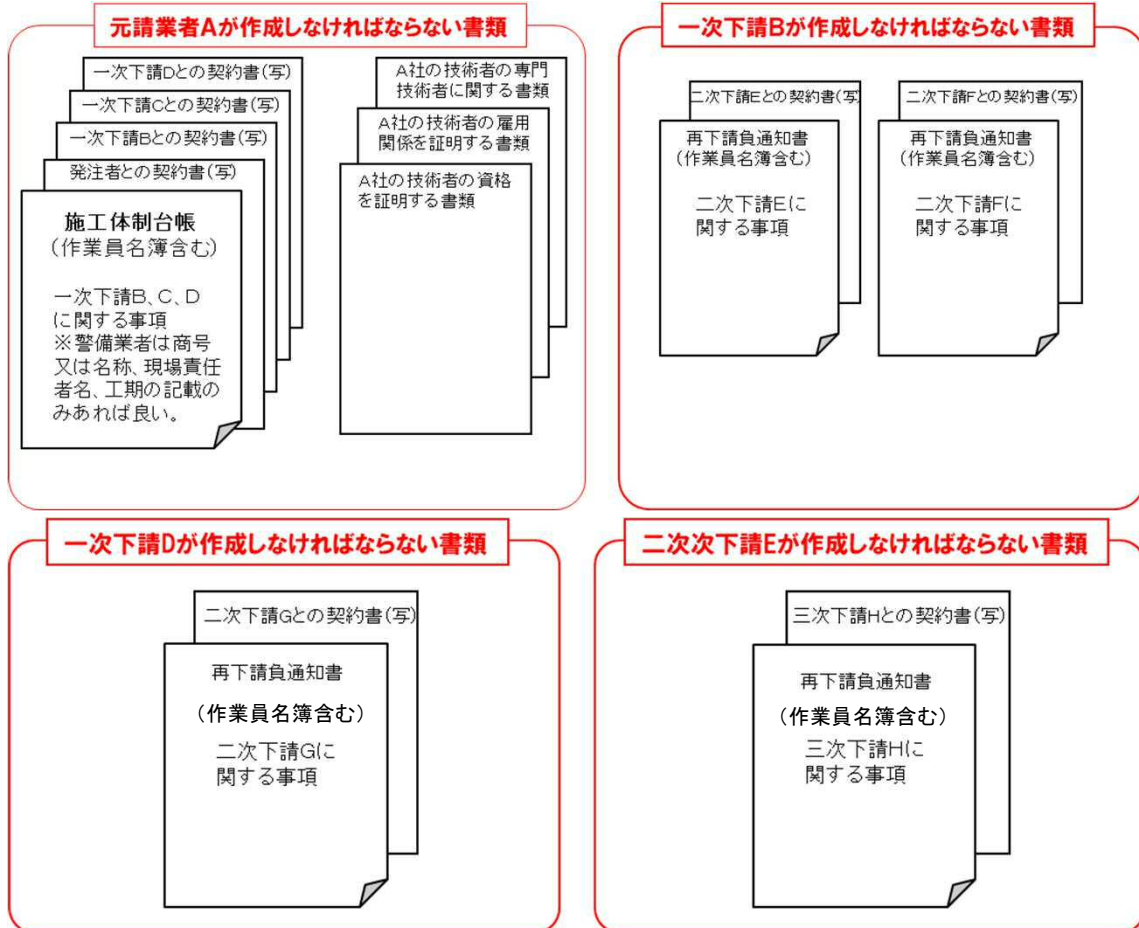 元請業者Aが作成しなければならない書類
一次下請Dとの契約書(写)
一次下請Cとの契約書(写)
一次下請Bとの契約書(写)
発注者との契約書(写)
施工体制台帳
(作業員名簿含む)
一次下請B、C、D
に関する事項
※警備業者は商号
又は名称、現場責任
者名、工期の記載の
みあれば良い。
A社の技術者の専門
技術者に関する書類
A社の技術者の雇用
関係を証明する書類
A社の技術者の資格
を証明する書類
一次下請Bが作成しなければならない書類
二次下請Eとの契約書(写)
再下請負通知書
(作業員名簿含む)
二次下請Eに
関する事項
二次下請Fとの契約書(写)
再下請負通知書
(作業員名簿含む)
二次下請Fに
関する事項
一次下請Dが作成しなければならない書類
二次下請Gとの契約書(写)
再下請負通知書
(作業員名簿含む)
二次下請Gに
関する事項
二次次下請Eが作成しなければならない書類
三次下請Hとの契約書(写)
再下請負通知書
(作業員名簿含む)
三次下請Hに
関する事項